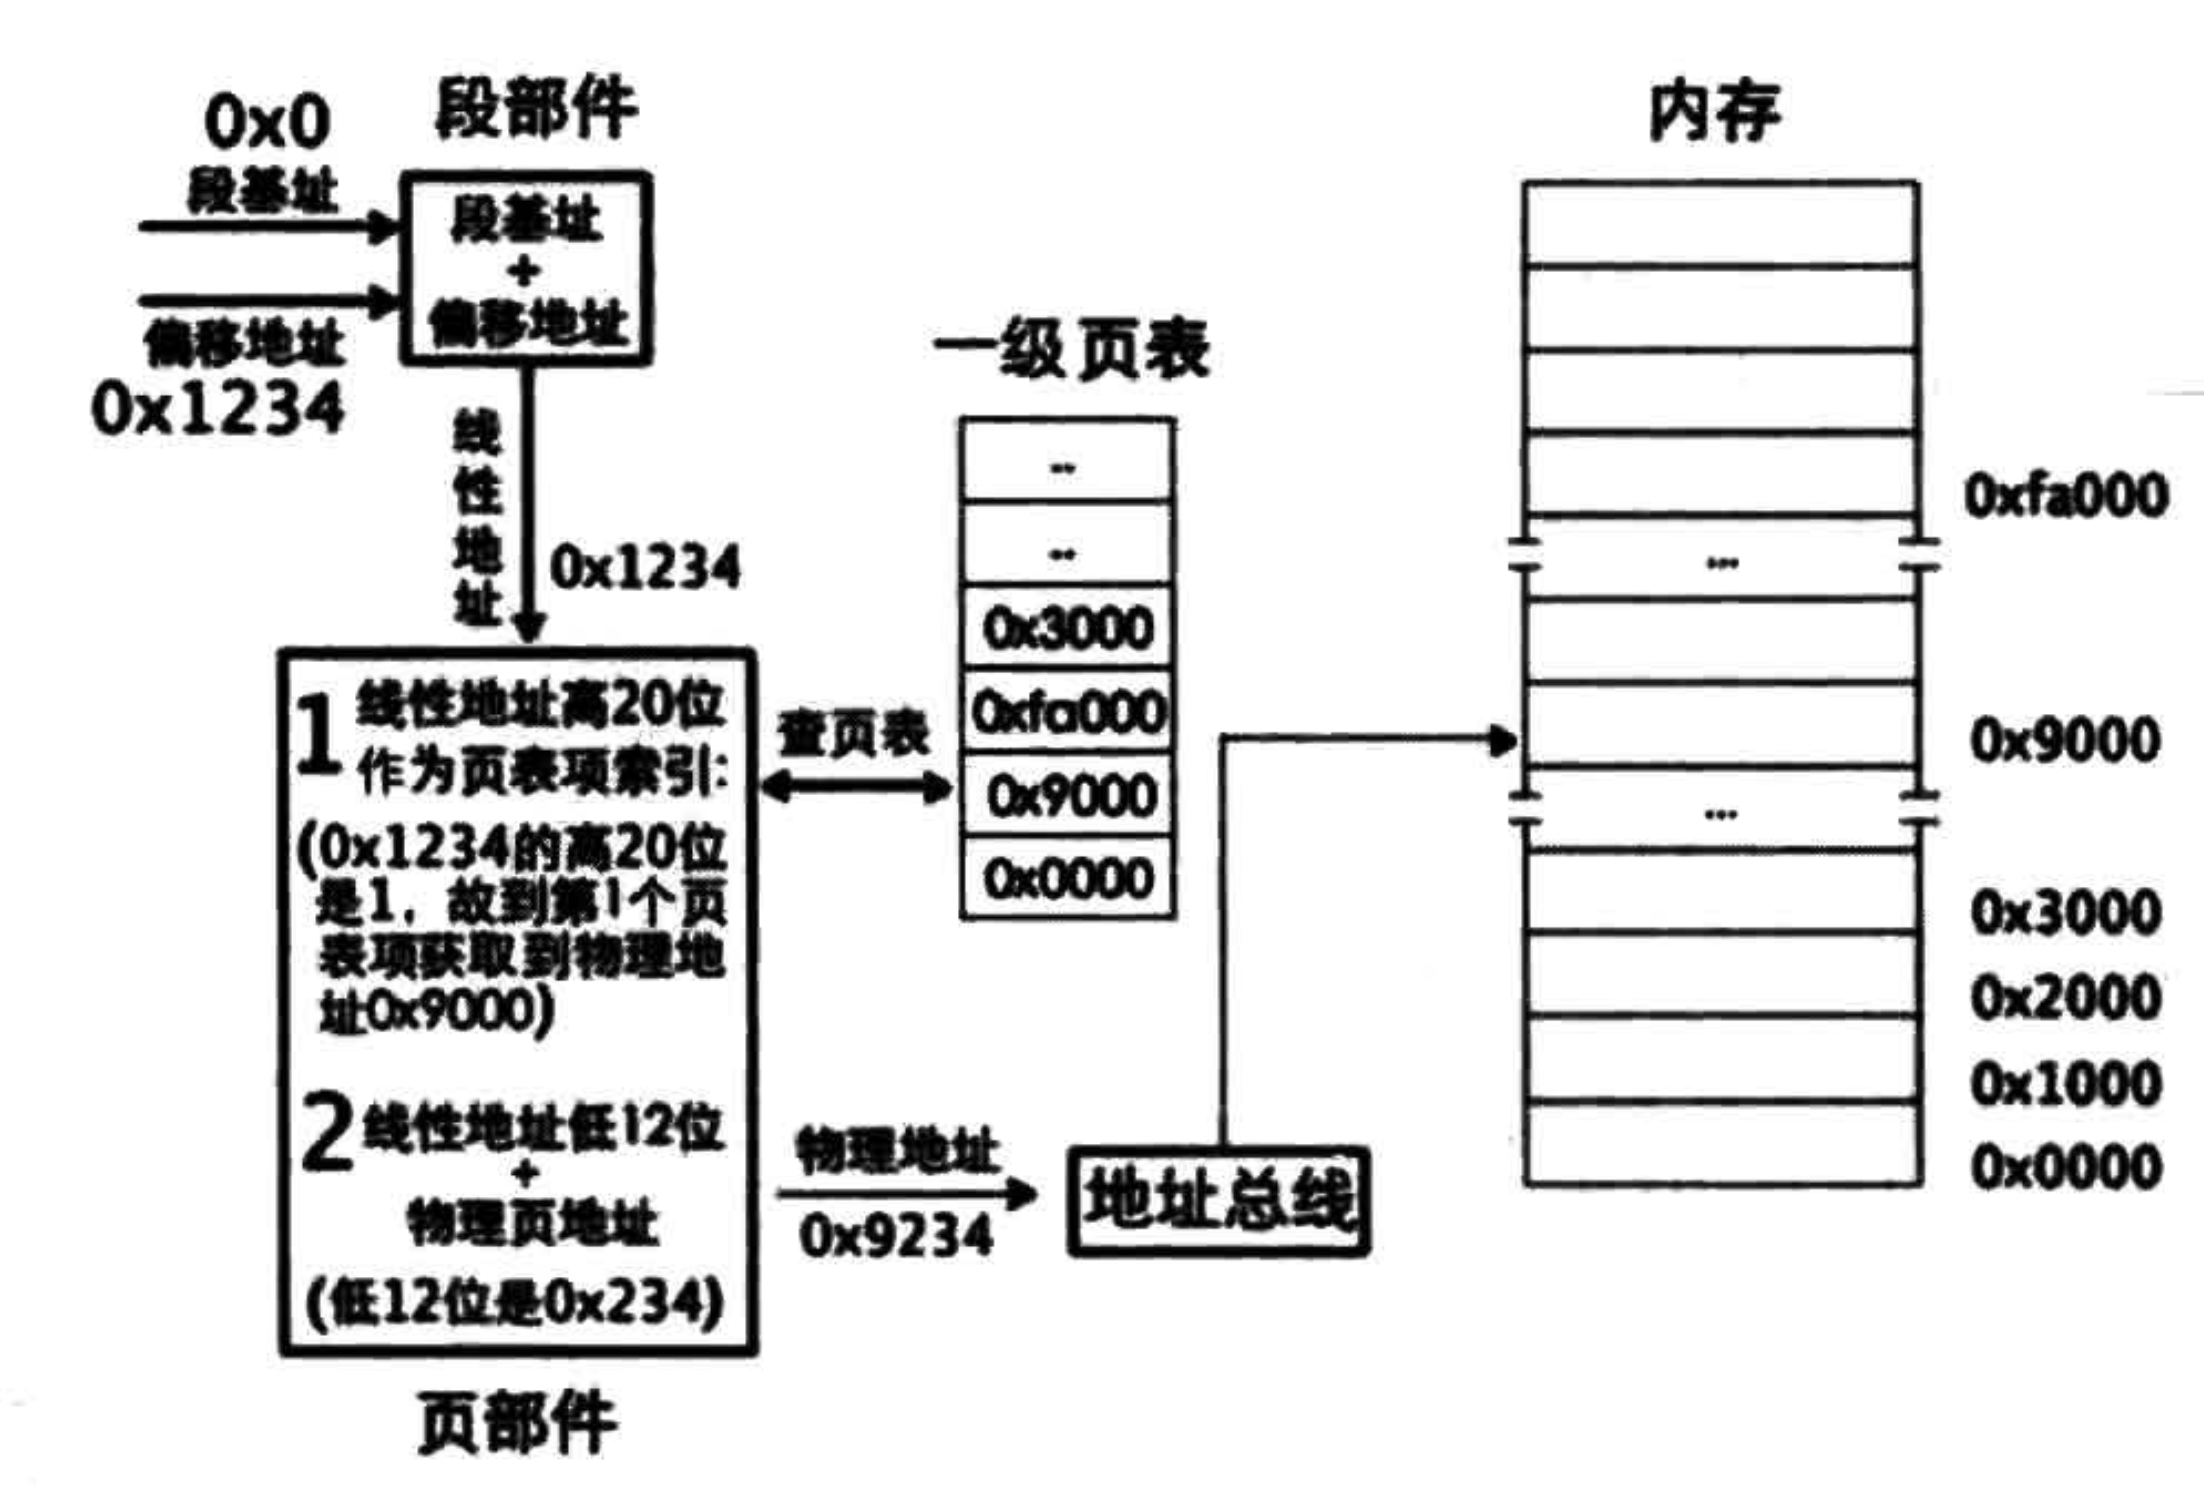 0x0
段基址
偏移地址
0x1234
段部件
段基址
+
偏移地址
线性地址
0x1234
1 线性地址高20位
作为页表项索引:
(0x1234的高20位
是1，故到第1个页
表项获取到物理地
址0x9000)
2 线性地址低12位
+
物理页地址
(低12位是0x234)
页部件
查页表
一级页表
..
..
0x3000
0xfa000
0x9000
0x0000
物理地址
0x9234
地址总线
内存
...
...
0xfa000
0x9000
0x3000
0x2000
0x1000
0x0000